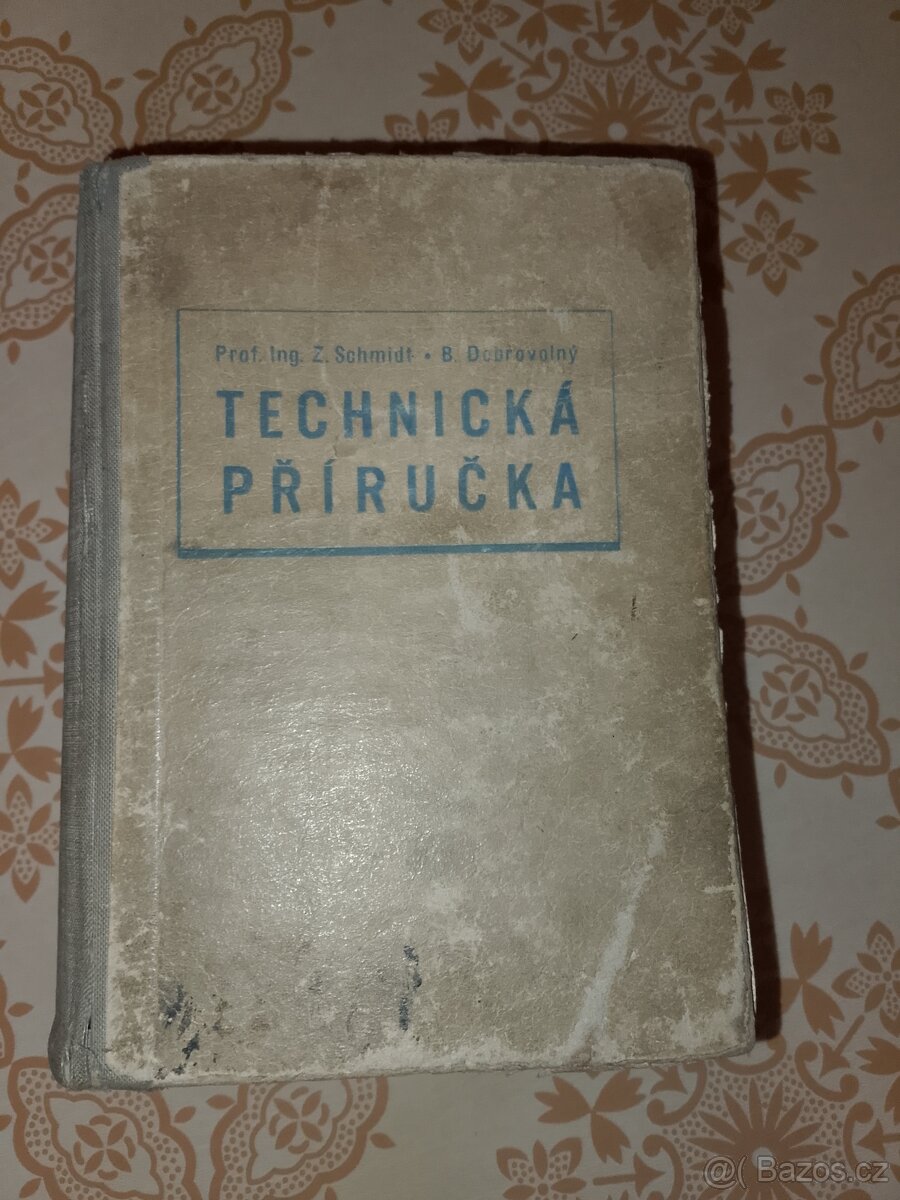 Prof. Ing. Z. Schmidt • B. Dobrovolný
TECHNICKÁ
PŘÍRUČKA
@( Bazos.cz